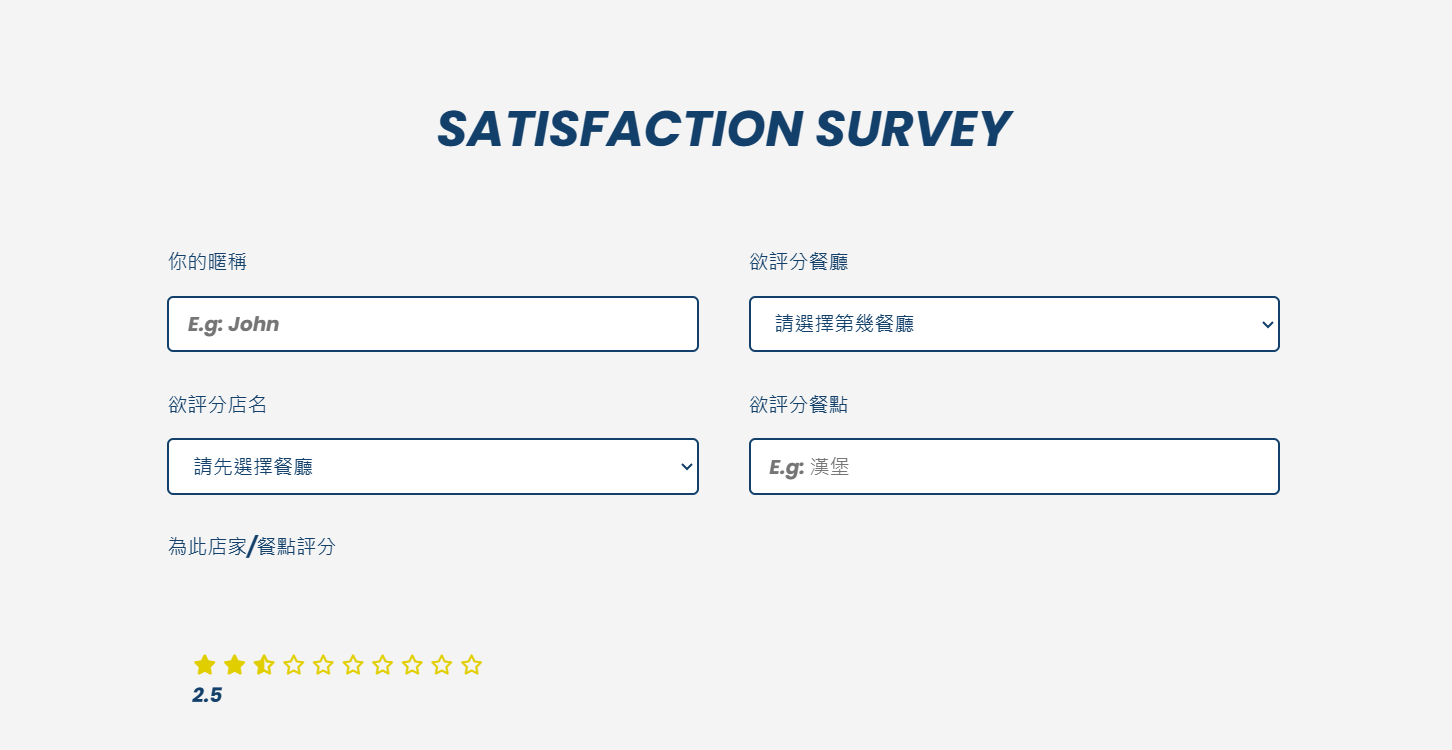 SATISFACTION SURVEY
你的暱稱
欲評分餐廳
E.g: John
請選擇第幾餐廳
欲評分店名
欲評分餐點
請先選擇餐廳
E.g: 漢堡
為此店家/餐點評分
2.5